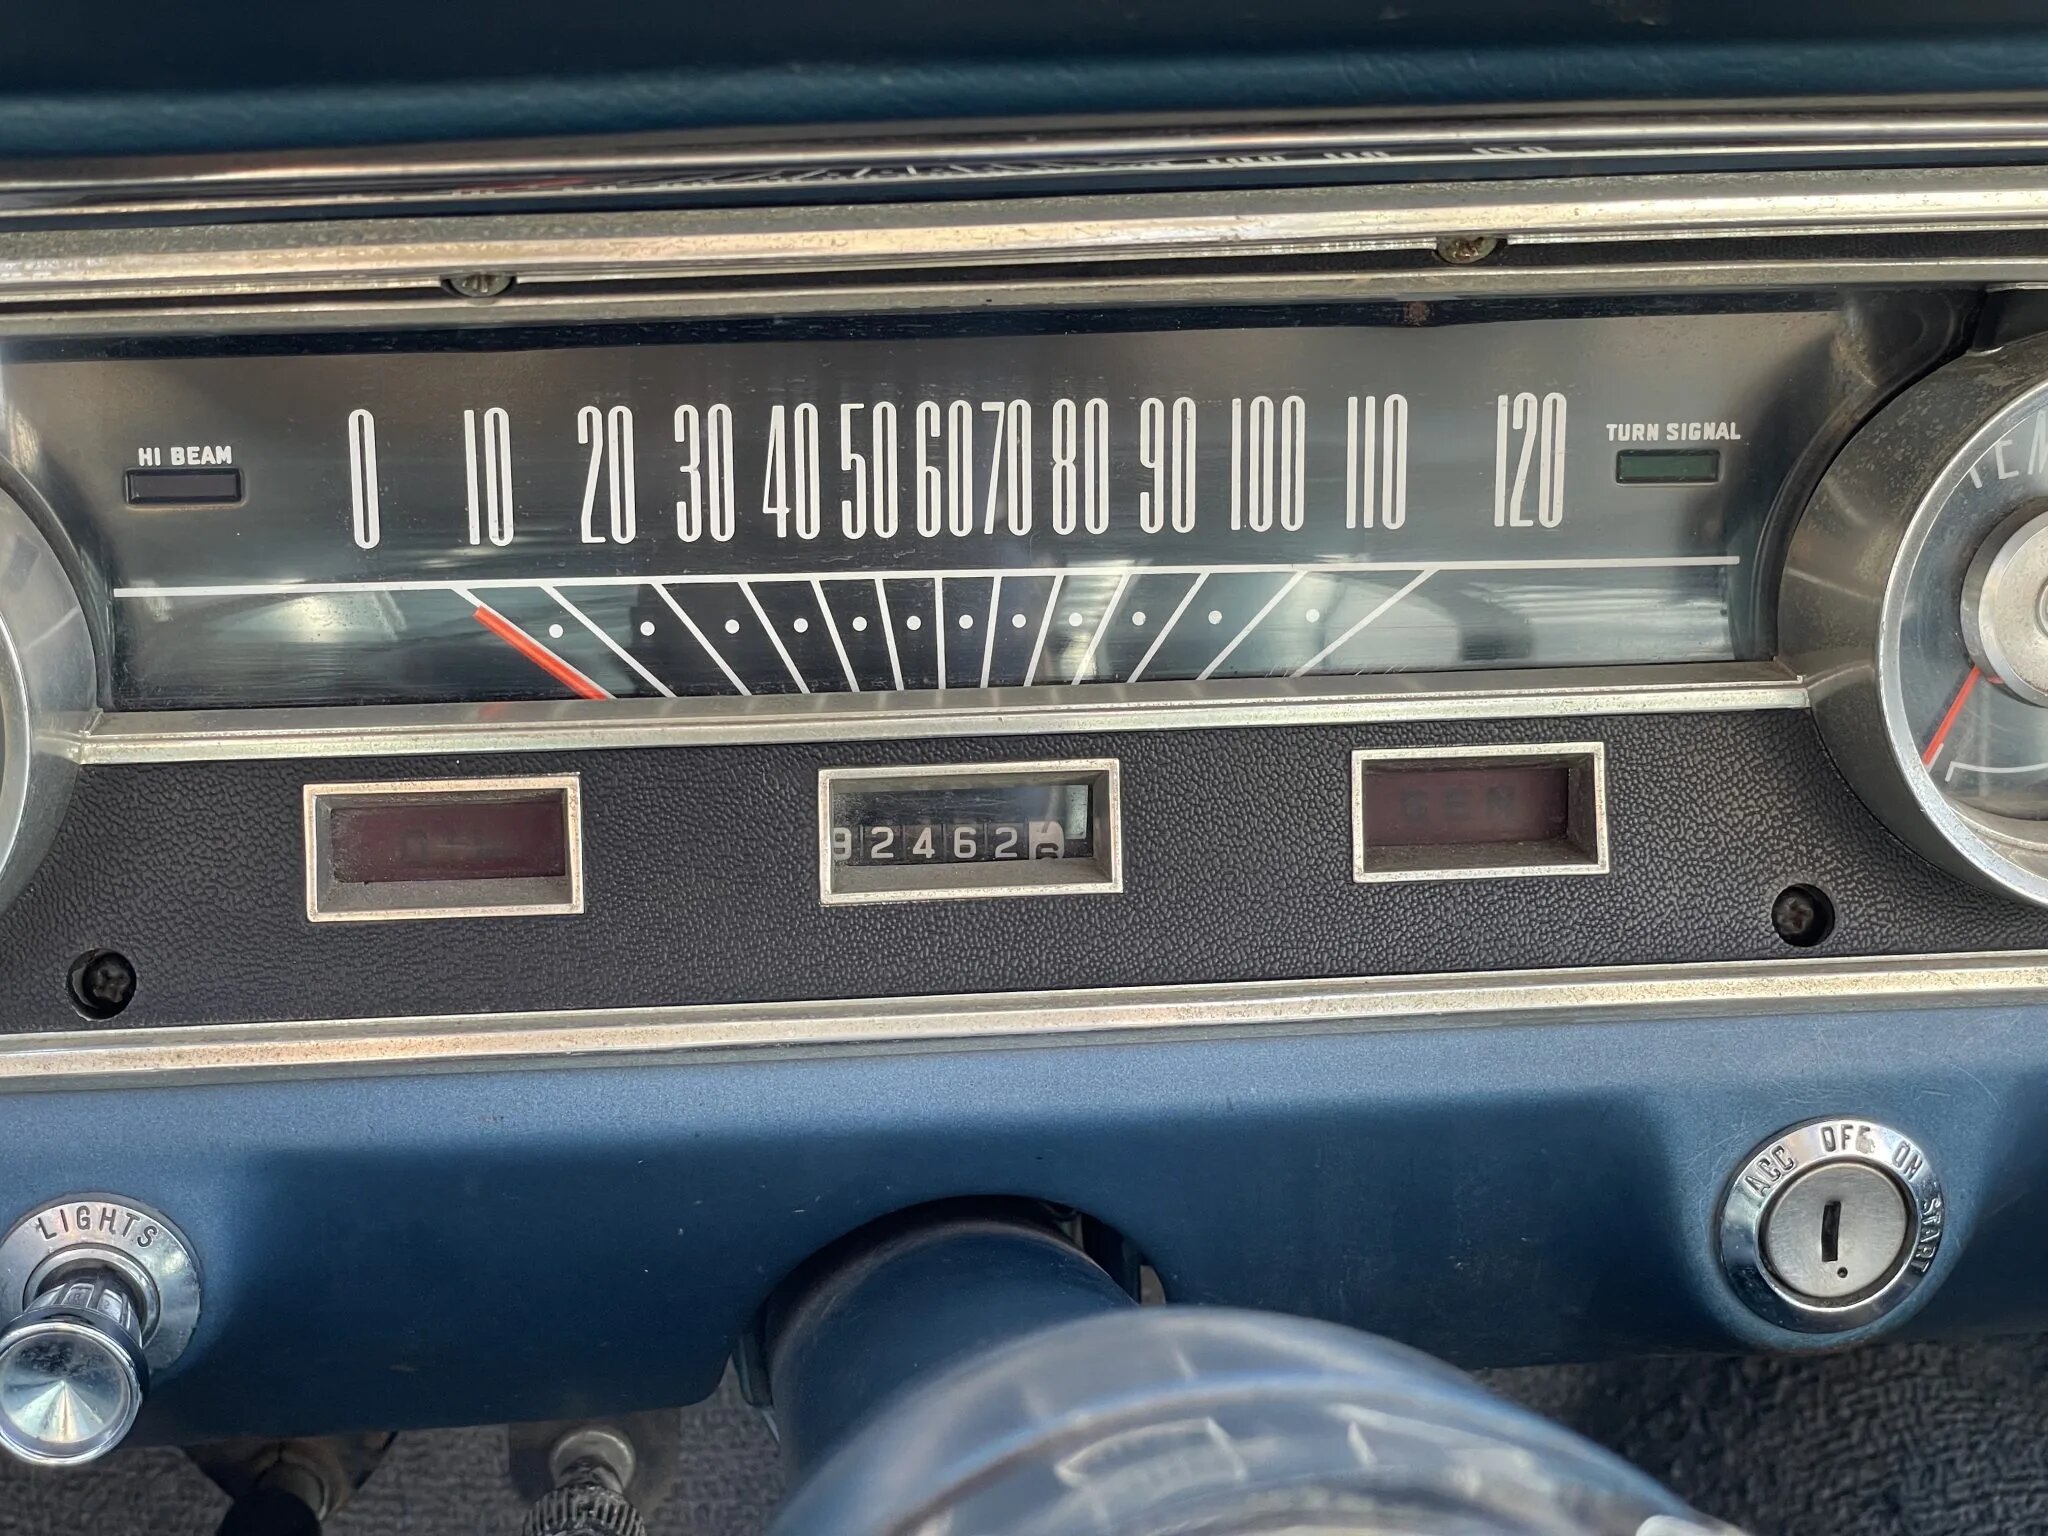 0 10 20 30 40 50 60 70 80 90 100 110 120
HI BEAM
TURN SIGNAL
TEM
92462
GEN
LIGHTS
ACC OFF ON START